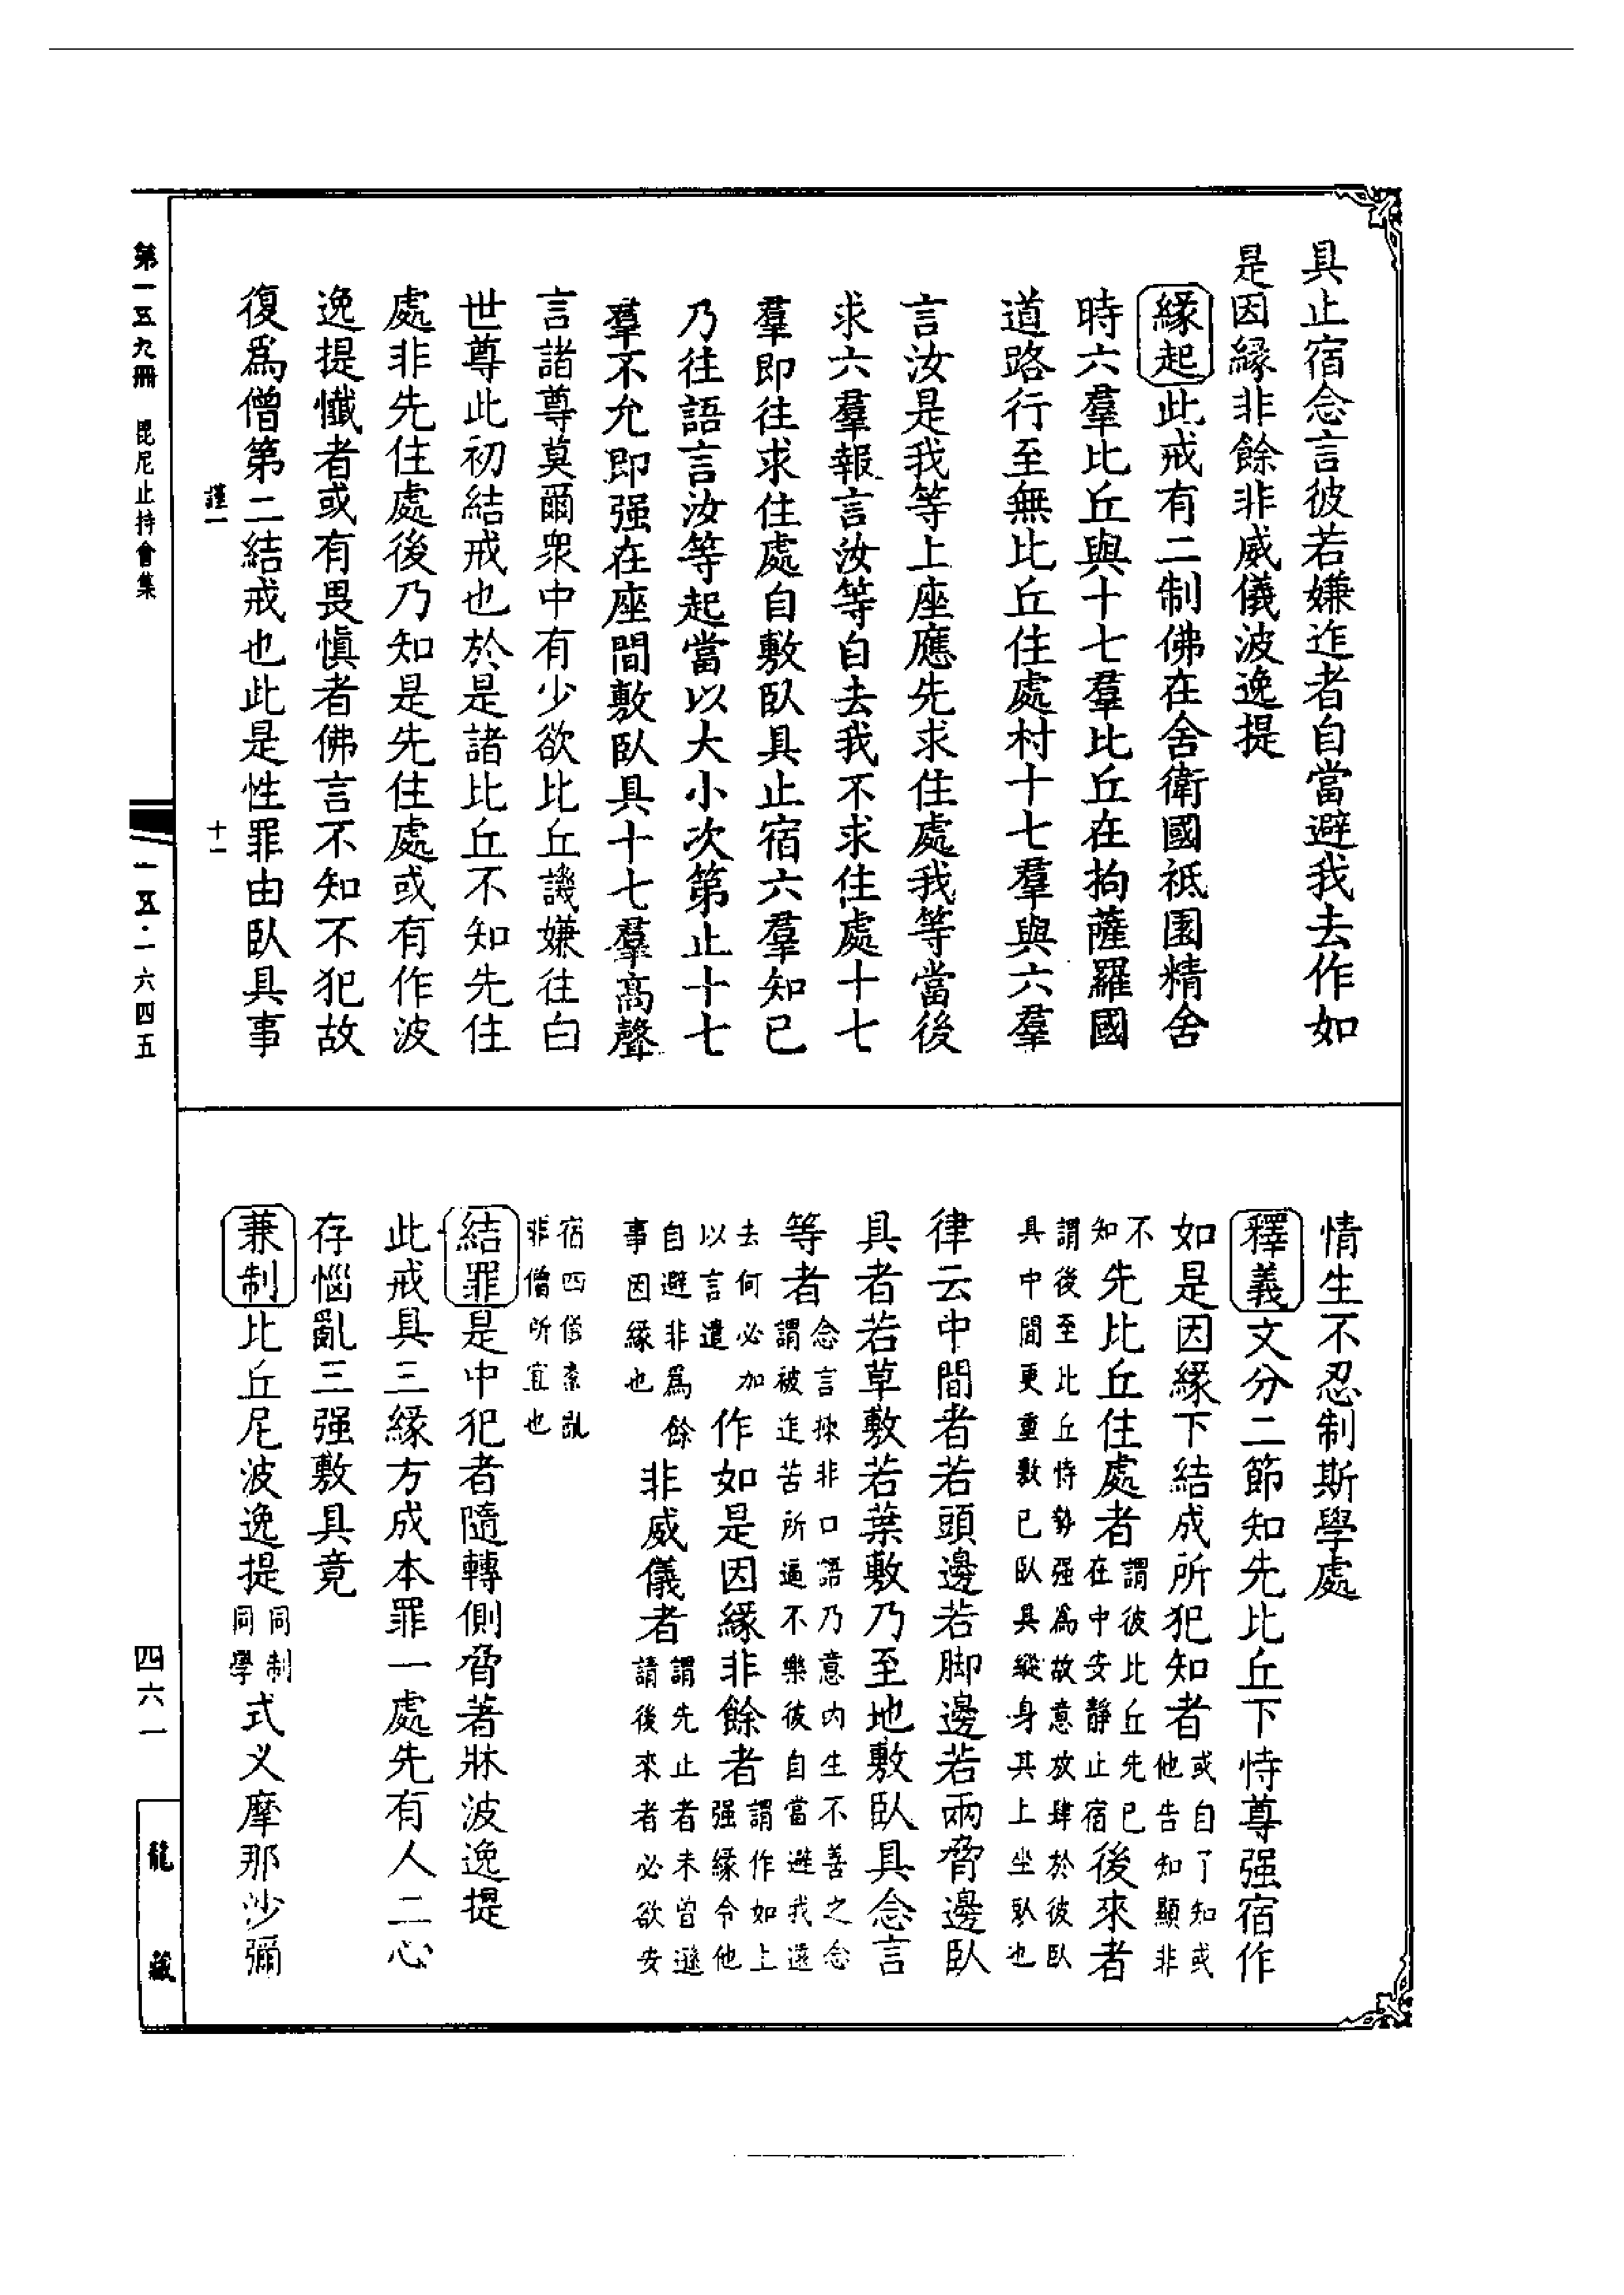 具止宿念言彼若嫌迮者自當避我去作如
是因緣非餘非威儀波逸提
緣起此戒有二制佛在舍衛國祇園精舍
時六羣比丘與十七羣比丘在拘薩羅國
道路行至無比丘住處村十七羣與六羣
言汝是我等上座應先求住處我等當後
求六羣報言汝等自去我不求住處十七
羣即往求住處自敷臥具止宿六羣知已
乃往語言汝等起當以大小次第止十七
羣不允即强在座間敷臥具十七羣高聲
言諸尊莫爾衆中有少欲比丘譏嫌往白
世尊此初結戒也於是諸比丘不知先住
處非先住處後乃知是先住處或有作波
逸提懺者或有畏慎者佛言不知不犯故
復爲僧第二結戒也此是性罪由臥具事
謹一
十一
情生不忍制斯學處
釋義文分二節知先比丘下恃尊强宿作
如是因緣下結成所犯知者或自了知或他告知顯非
不知先比丘住處者謂彼比丘先已在中安靜止宿後來者
謂後至比丘恃勢强爲故意放肆於彼臥具中間更重敷已臥具縱身其上坐臥也
律云中間者若頭邊若脚邊若兩脅邊臥
具者若草敷若葉敷乃至地敷臥具念言
等者念言揀非口語乃意內生不善之念謂被迮苦所逼不樂彼自當避我遠
去何必加以言遣作如是因緣非餘者謂作如上强緣令他
自避非爲餘事因緣也非威儀者謂先止者未曾遜請後來者必欲安
宿四儀紊亂非僧所宜也
結罪是中犯者隨轉側脅著牀波逸提
此戒具三緣方成本罪一處先有人二心
存惱亂三强敷具竟
兼制比丘尼波逸提同制同學式义摩那沙彌
第一五九冊 毘尼止持會集
一五·一六四五
四六一
龍藏